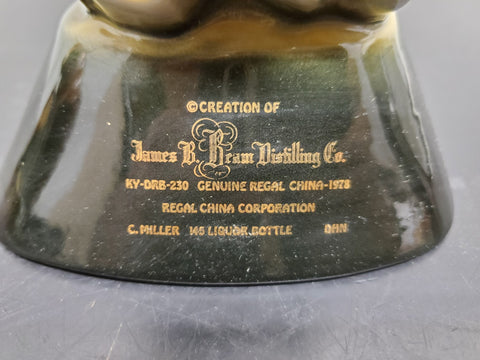 © CREATION OF
James B. Beam Distilling Co.
KY-DRB-230 GENUINE REGAL CHINA-1978
REGAL CHINA CORPORATION
C. MILLER 145 LIQUOR BOTTLE